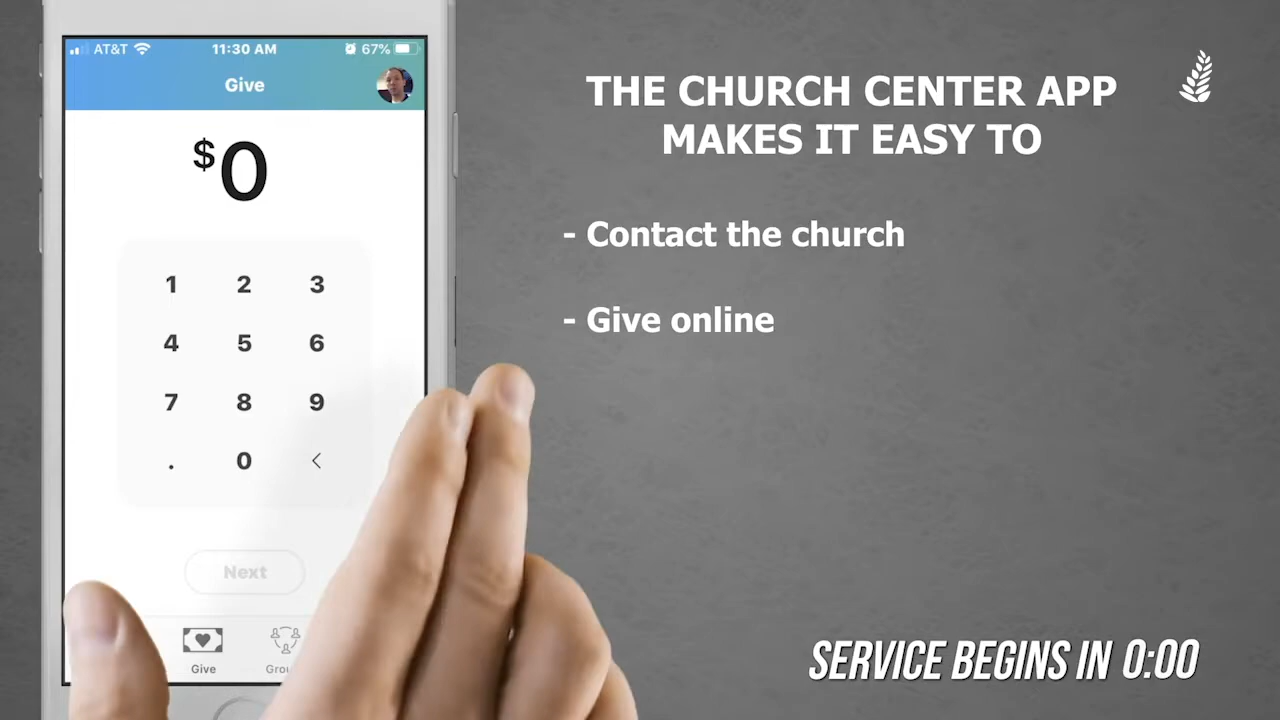 AT&T
11:30 AM
67%
Give
$0
1 2 3
4 5 6
7 8 9
. 0 <
Next
Give
Grou
THE CHURCH CENTER APP
MAKES IT EASY TO
- Contact the church
- Give online
SERVICE BEGINS IN 0:00